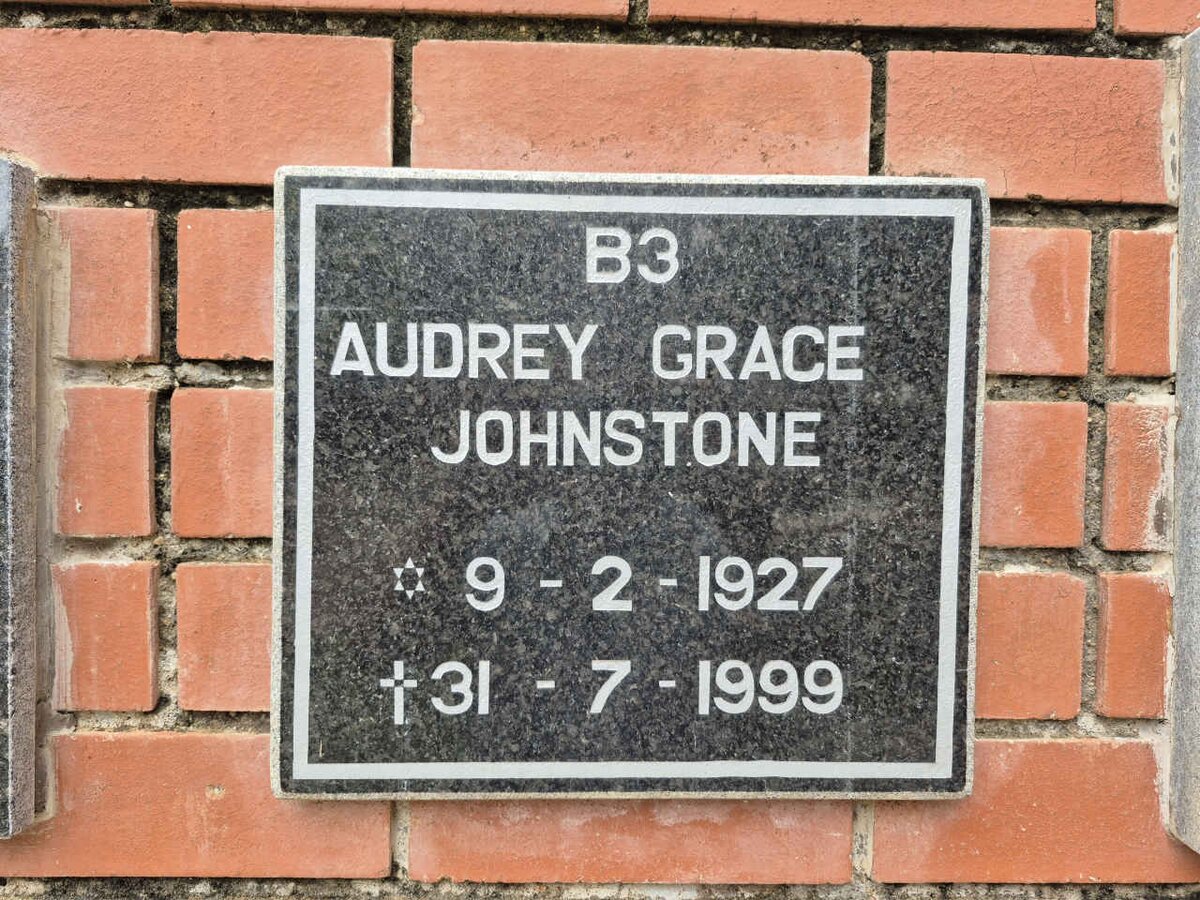 B3
AUDREY GRACE
JOHNSTONE
✡ 9 - 2 - 1927
✝ 31 - 7 - 1999